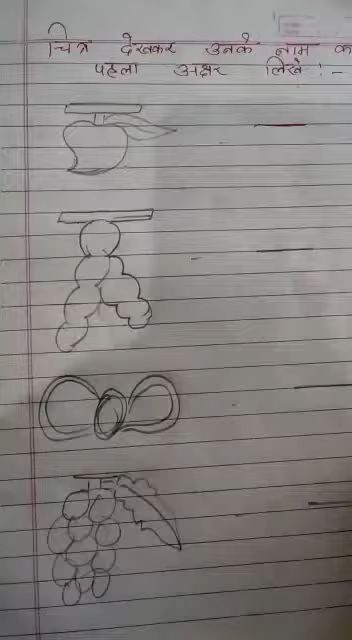 चित्र देखकर उनके नाम का
पहला अक्षर लिखे :-